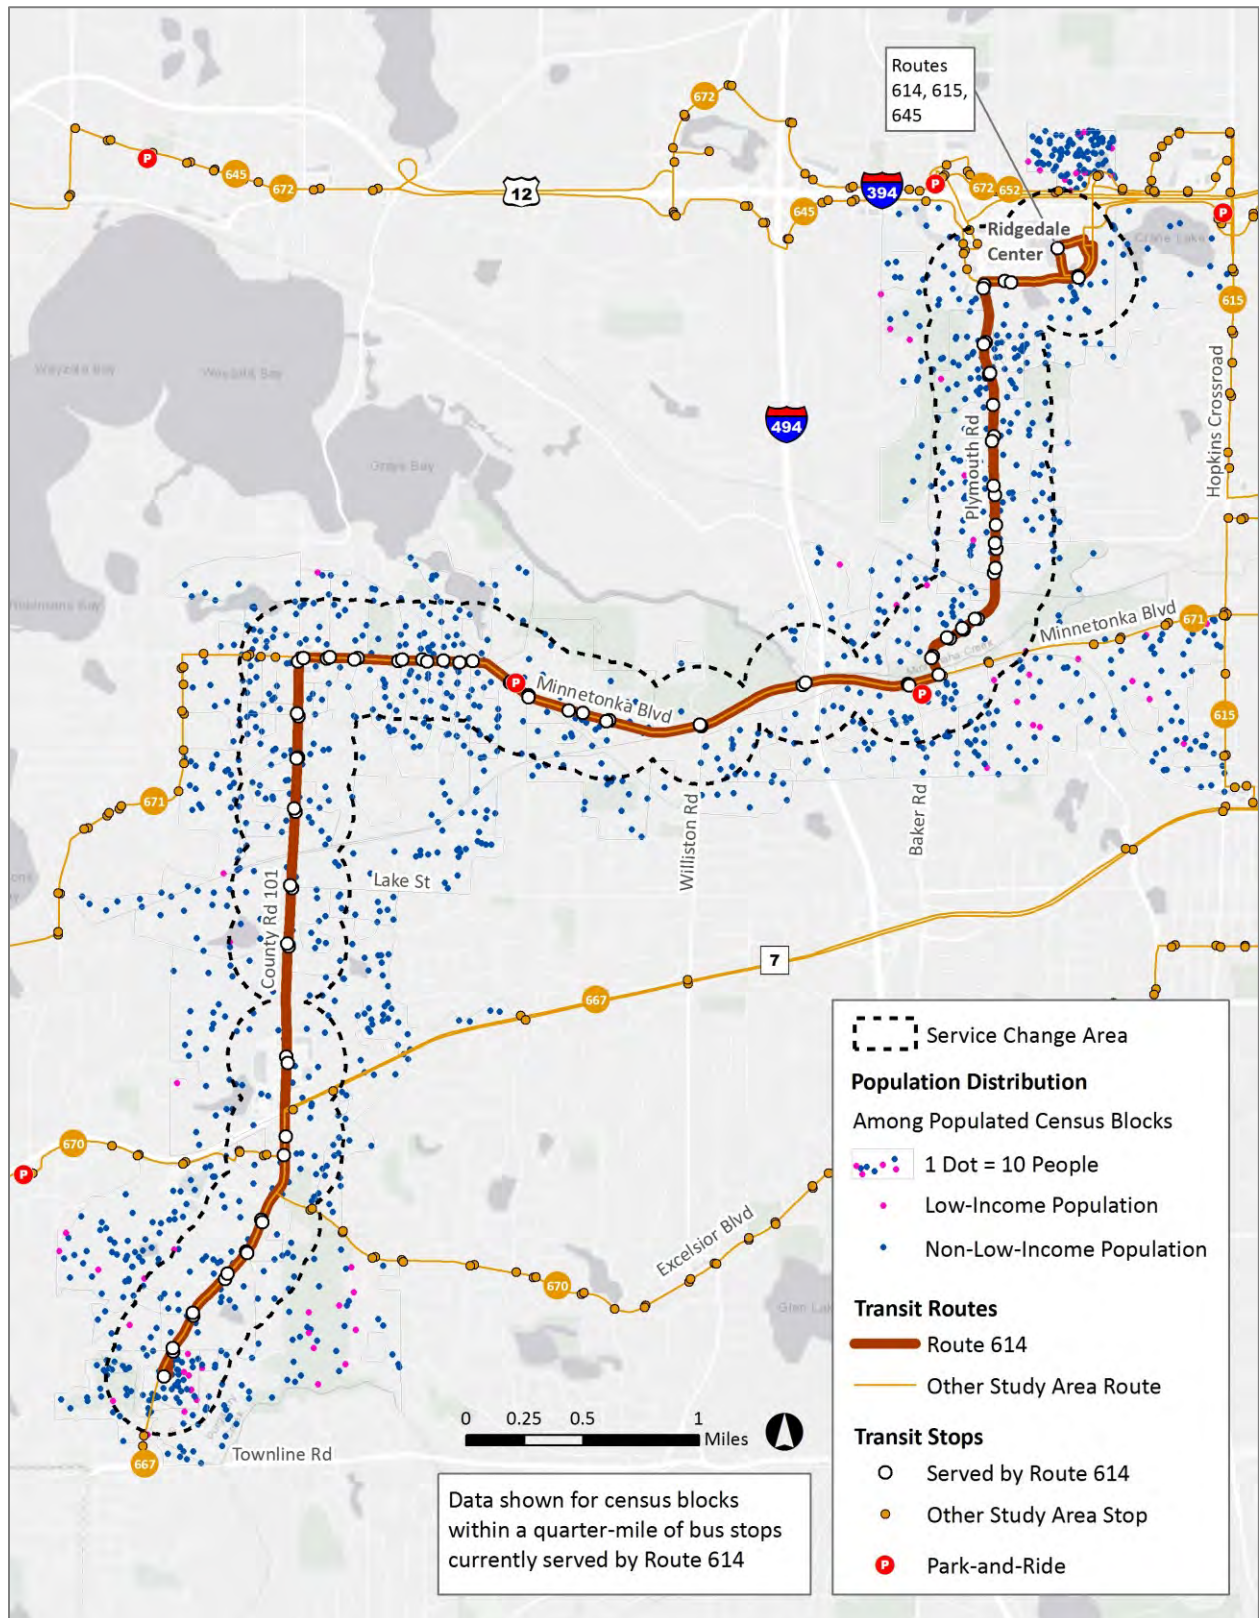 Routes
614, 615,
645
672
P
645
672
12
394
P
672
652
P
645
Ridgedale
Center
Crane Lake
615
Wayzata Bay
Wayzata Bay
Grays Bay
494
Plymouth Rd
Hopkins Crossroad
Minnetonka Blvd
671
Minnehaha Creek
P
Minnetonka Blvd
P
615
671
Williston Rd
Baker Rd
Lake St
County Rd 101
7
667
670
P
Excelsior Blvd
670
Glen Lake
667
Townline Rd
0 0.25 0.5 1
Miles
Data shown for census blocks
within a quarter-mile of bus stops
currently served by Route 614
Service Change Area
Population Distribution
Among Populated Census Blocks
1 Dot = 10 People
Low-Income Population
Non-Low-Income Population
Transit Routes
Route 614
Other Study Area Route
Transit Stops
Served by Route 614
Other Study Area Stop
P Park-and-Ride